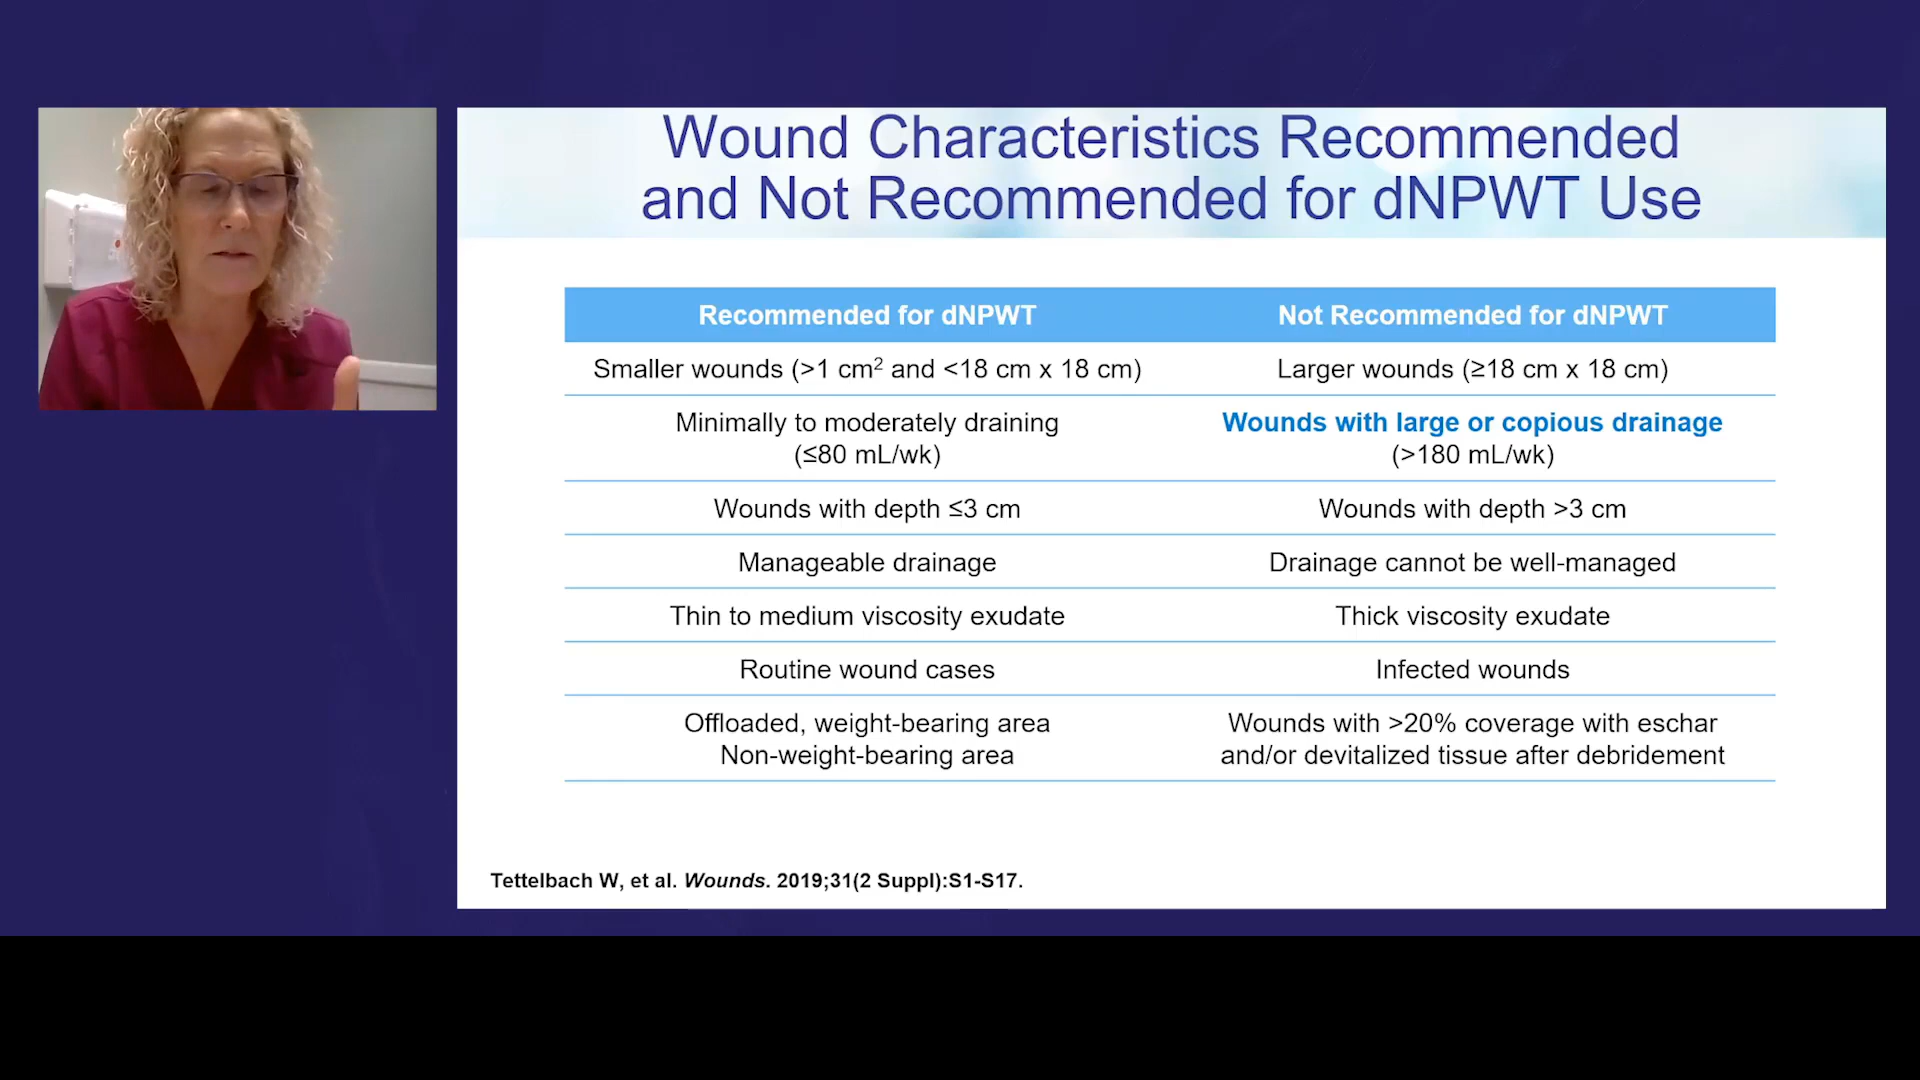 Wound Characteristics Recommended
and Not Recommended for dNPWT Use
Recommended for dNPWT
Not Recommended for dNPWT
Smaller wounds (>1 cm² and <18 cm x 18 cm)
Larger wounds (≥18 cm x 18 cm)
Minimally to moderately draining
(≤80 mL/wk)
Wounds with large or copious drainage
(>180 mL/wk)
Wounds with depth ≤3 cm
Wounds with depth >3 cm
Manageable drainage
Drainage cannot be well-managed
Thin to medium viscosity exudate
Thick viscosity exudate
Routine wound cases
Infected wounds
Offloaded, weight-bearing area
Non-weight-bearing area
Wounds with >20% coverage with eschar
and/or devitalized tissue after debridement
Tettelbach W, et al. Wounds. 2019;31(2 Suppl):S1-S17.